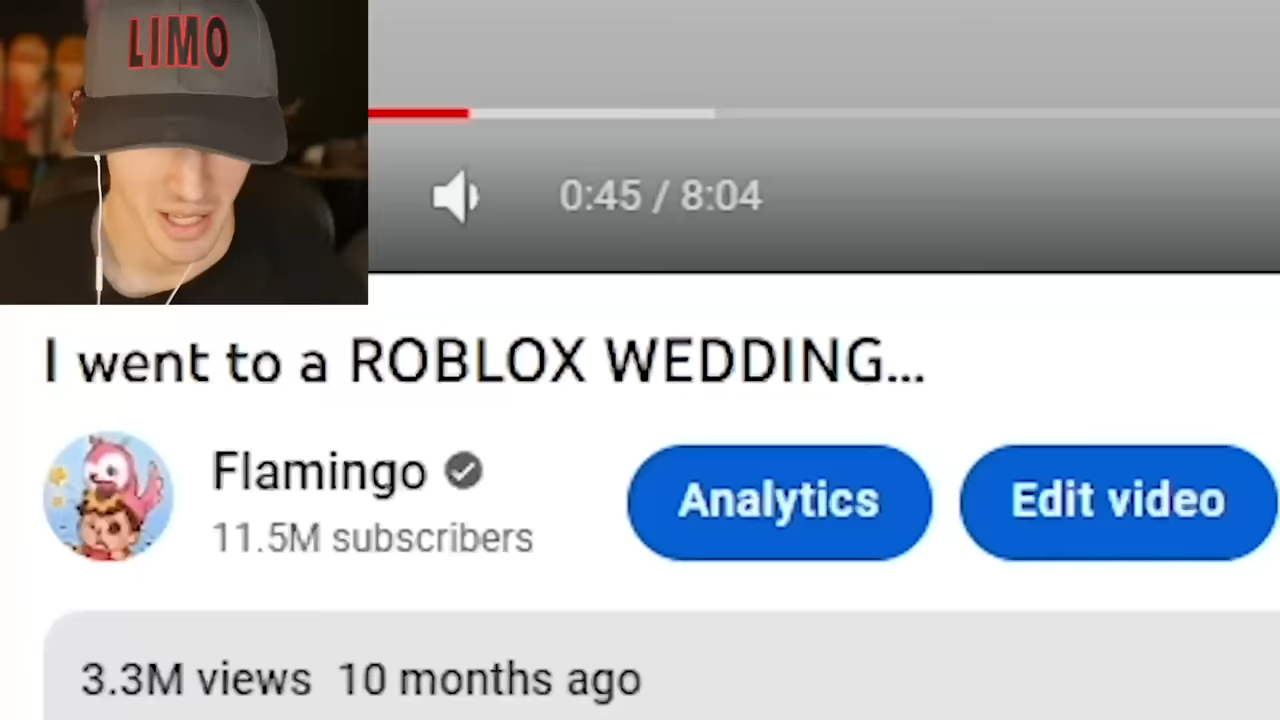 LIMO
0:45 / 8:04
I went to a ROBLOX WEDDING...
Flamingo
11.5M subscribers
Analytics
Edit video
3.3M views 10 months ago